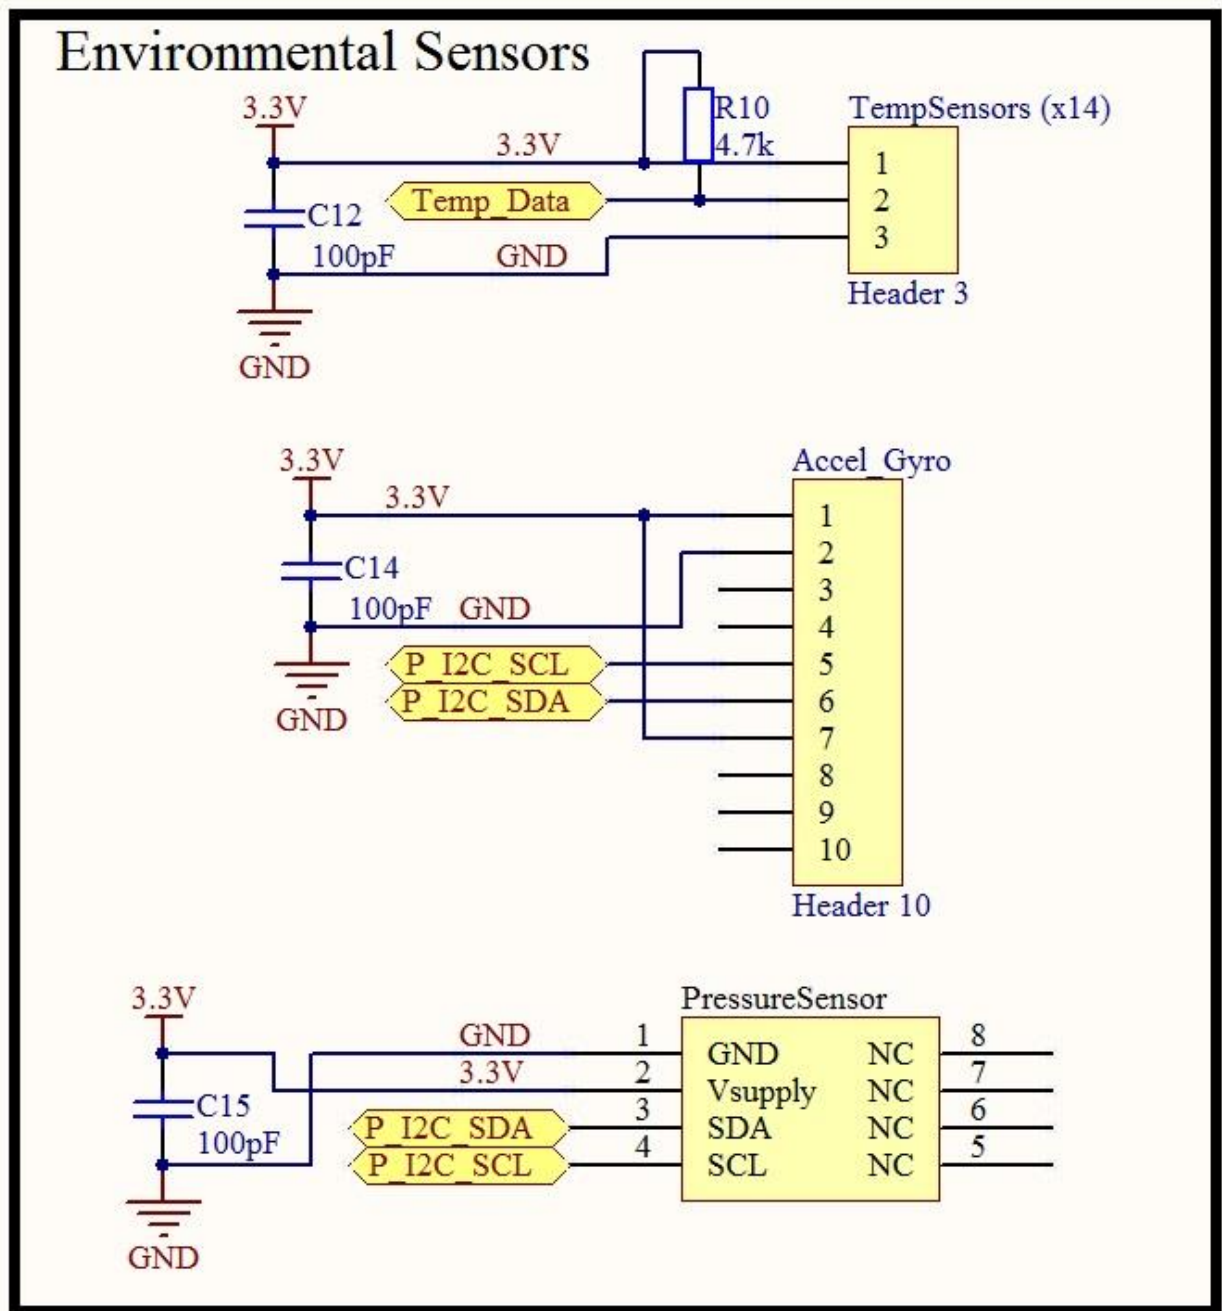 Environmental Sensors
3.3V
3.3V
R10
4.7k
TempSensors (x14)
1
Temp_Data
2
C12
3
100pF
GND
Header 3
GND
3.3V
Accel_Gyro
3.3V
1
2
C14
3
100pF
GND
4
P_I2C_SCL
5
P_I2C_SDA
6
GND
7
8
9
10
Header 10
3.3V
PressureSensor
GND
1
GND
NC
8
3.3V
2
Vsupply
NC
7
C15
P_I2C_SDA
3
SDA
NC
6
100pF
P_I2C_SCL
4
SCL
NC
5
GND